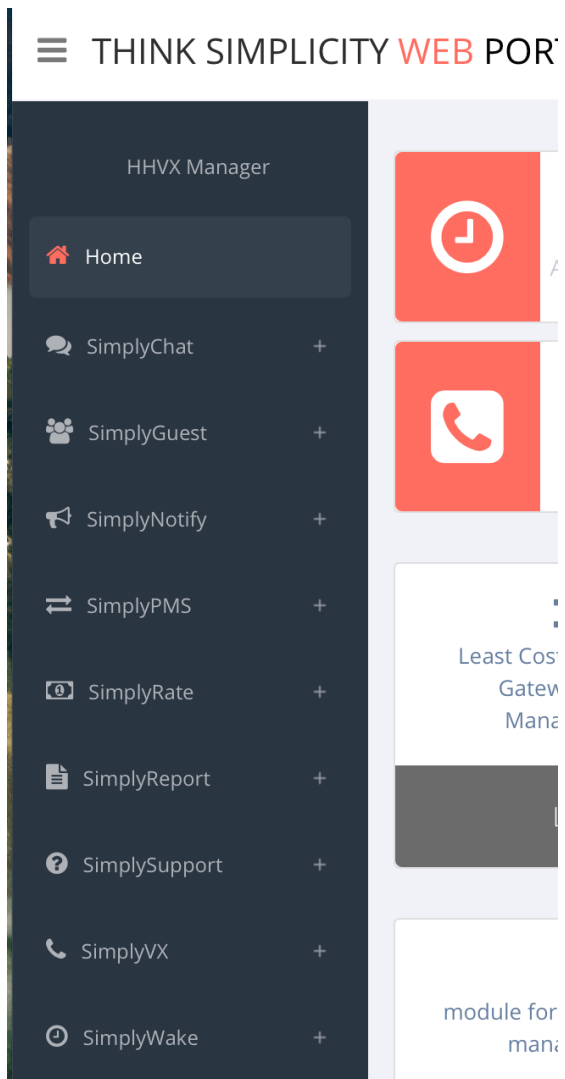 THINK SIMPLICITY WEB POR
HHVX Manager
Home
SimplyChat +
SimplyGuest +
SimplyNotify +
SimplyPMS +
SimplyRate +
SimplyReport +
SimplySupport +
SimplyVX +
SimplyWake +
A
Least Cos
Gatew
Mana
L
module for
mana